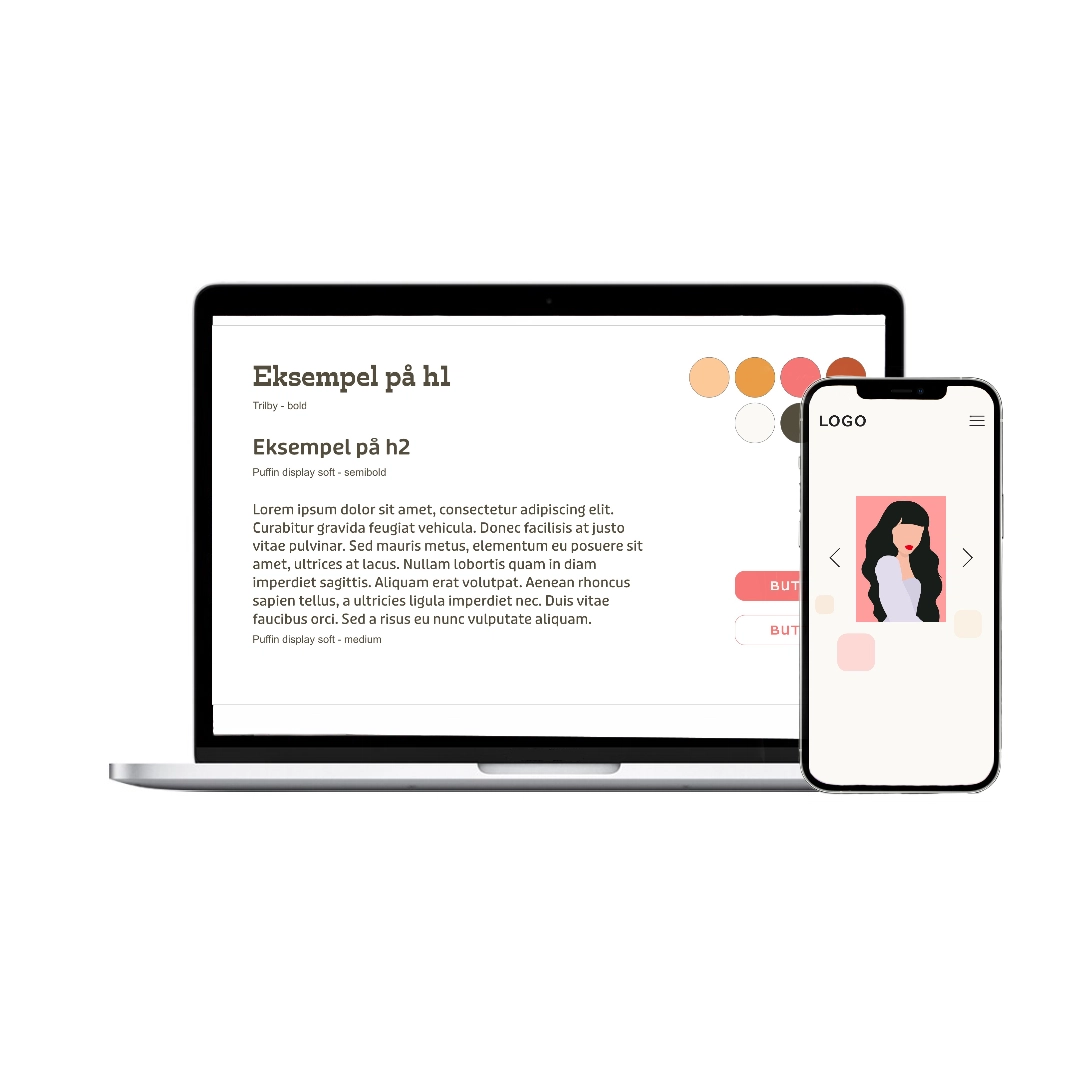 Eksempel på h1
Trilby - bold
Eksempel på h2
Puffin display soft - semibold
Lorem ipsum dolor sit amet, consectetur adipiscing elit.
Curabitur gravida feugiat vehicula. Donec facilisis at justo
vitae pulvinar. Sed mauris metus, elementum eu posuere sit
amet, ultrices at lacus. Nullam lobortis quam in diam
imperdiet sagittis. Aliquam erat volutpat. Aenean rhoncus
sapien tellus, a ultricies ligula imperdiet nec. Duis vitae
faucibus orci. Sed a risus eu nunc vulputate aliquam.
Puffin display soft - medium
BUT
BUT
LOGO